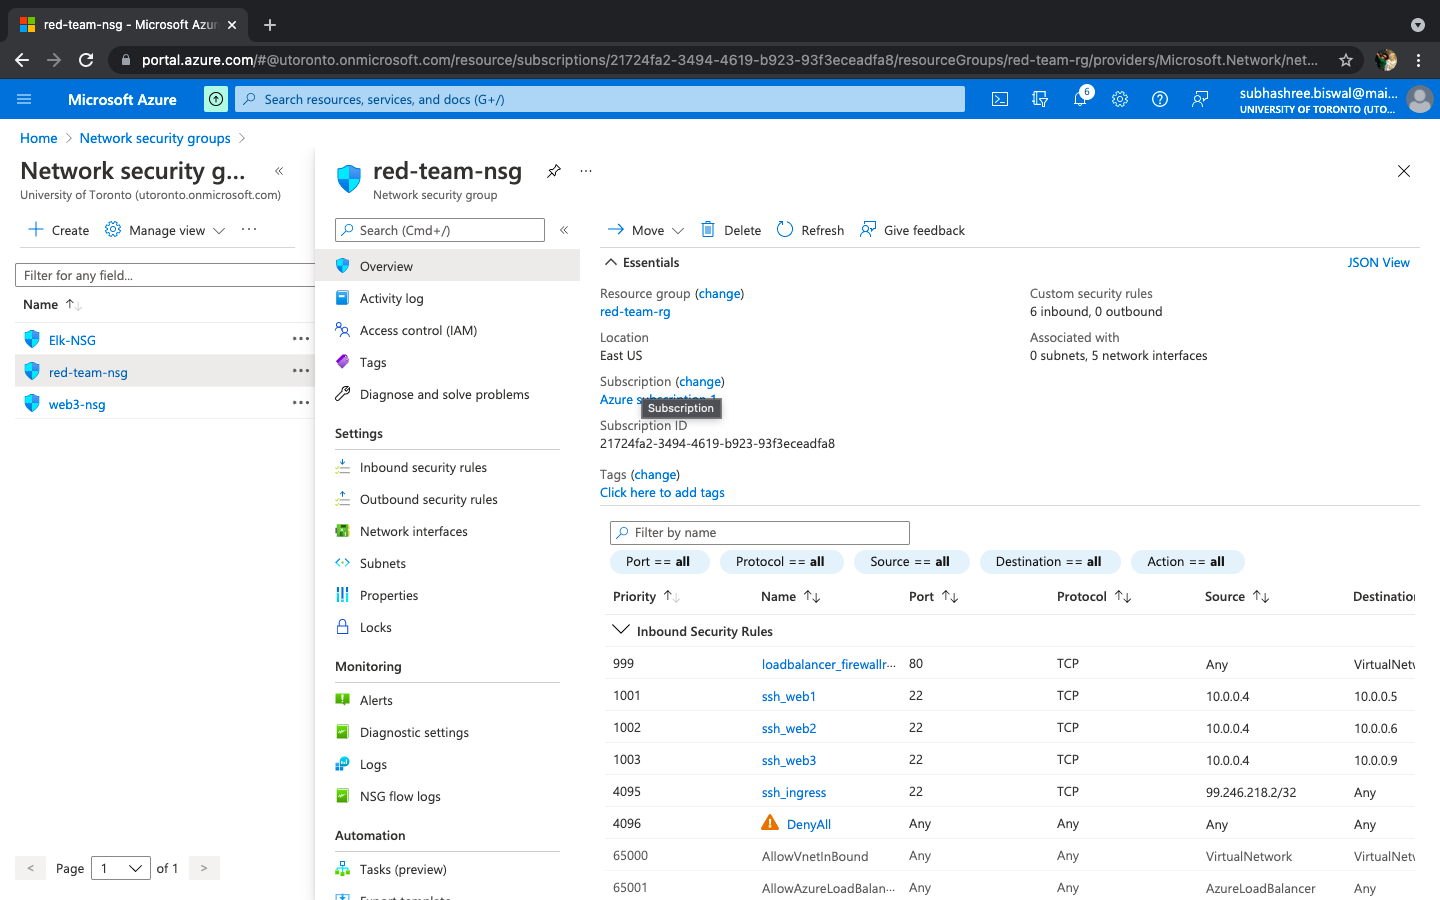 red-team-nsg - Microsoft Azur
portal.azure.com/#@utoronto.onmicrosoft.com/resource/subscriptions/21724fa2-3494-4619-b923-93f3eceadfa8/resourceGroups/red-team-rg/providers/Microsoft.Network/net...
Microsoft Azure
Search resources, services, and docs (G+/)
6
subhashree.biswal@mai...
UNIVERSITY OF TORONTO (UTO...
Home > Network security groups >
Network security g... «
University of Toronto (utoronto.onmicrosoft.com)
+ Create Manage view ...
Filter for any field...
Name ↑↓
Elk-NSG ...
red-team-nsg ...
web3-nsg ...
< Page 1 of 1 >
red-team-nsg ...
Network security group
Search (Cmd+/) «
Overview
Activity log
Access control (IAM)
Tags
Diagnose and solve problems
Settings
Inbound security rules
Outbound security rules
Network interfaces
Subnets
Properties
Locks
Monitoring
Alerts
Diagnostic settings
Logs
NSG flow logs
Automation
Tasks (preview)
Export template
Move Delete Refresh Give feedback
Essentials JSON View
Resource group (change)
red-team-rg
Location
East US
Subscription (change)
Azure subscription 1
Subscription
Subscription ID
21724fa2-3494-4619-b923-93f3eceadfa8
Tags (change)
Click here to add tags
Custom security rules
6 inbound, 0 outbound
Associated with
0 subnets, 5 network interfaces
Filter by name
Port == all Protocol == all Source == all Destination == all Action == all
Priority ↑↓ Name ↑↓ Port ↑↓ Protocol ↑↓ Source ↑↓ Destination
Inbound Security Rules
999 loadbalancer_firewallr... 80 TCP Any VirtualNetw
1001 ssh_web1 22 TCP 10.0.0.4 10.0.0.5
1002 ssh_web2 22 TCP 10.0.0.4 10.0.0.6
1003 ssh_web3 22 TCP 10.0.0.4 10.0.0.9
4095 ssh_ingress 22 TCP 99.246.218.2/32 Any
4096 DenyAll Any Any Any Any
65000 AllowVnetInBound Any Any VirtualNetwork VirtualNetw
65001 AllowAzureLoadBalan... Any Any AzureLoadBalancer Any